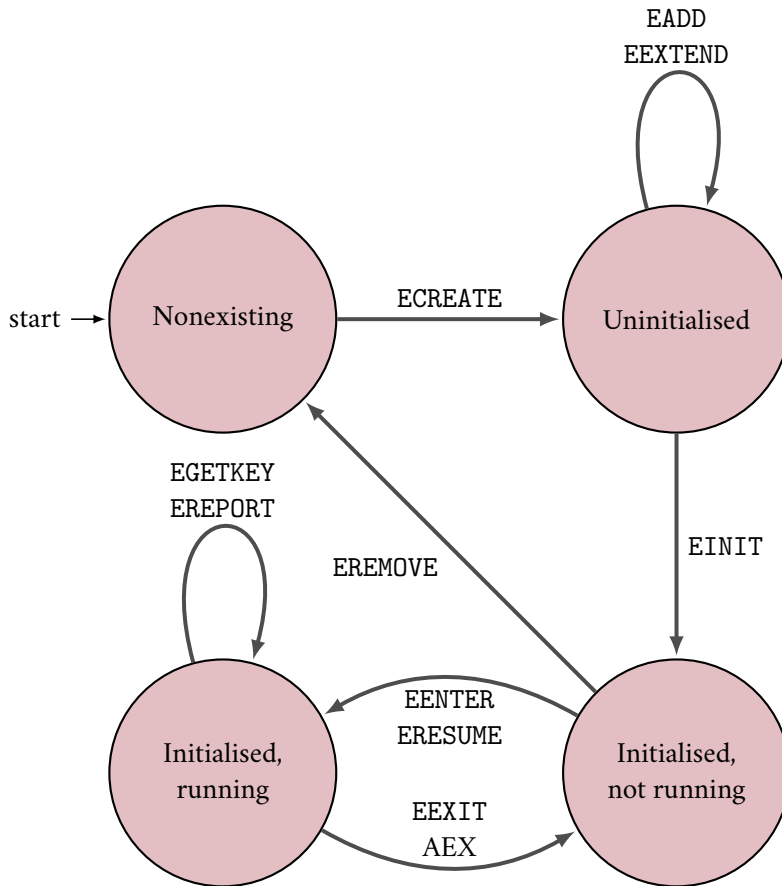 EADD
EEXTEND
start
Nonexisting
ECREATE
Uninitialised
EGETKEY
EREPORT
EREMOVE
EINIT
EENTER
ERESUME
Initialised,
running
Initialised,
not running
EEXIT
AEX